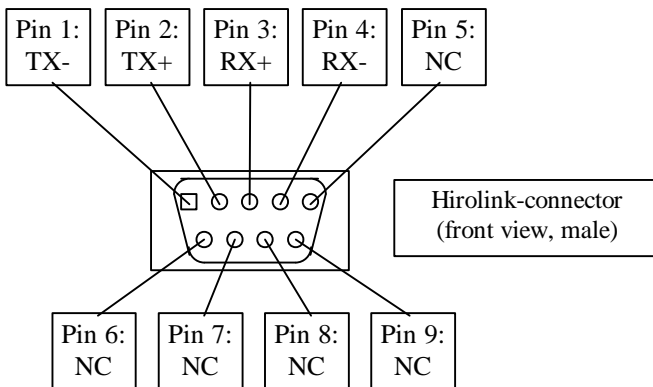 Pin 1:
TX-
Pin 2:
TX+
Pin 3:
RX+
Pin 4:
RX-
Pin 5:
NC
Hirolink-connector
(front view, male)
Pin 6:
NC
Pin 7:
NC
Pin 8:
NC
Pin 9:
NC